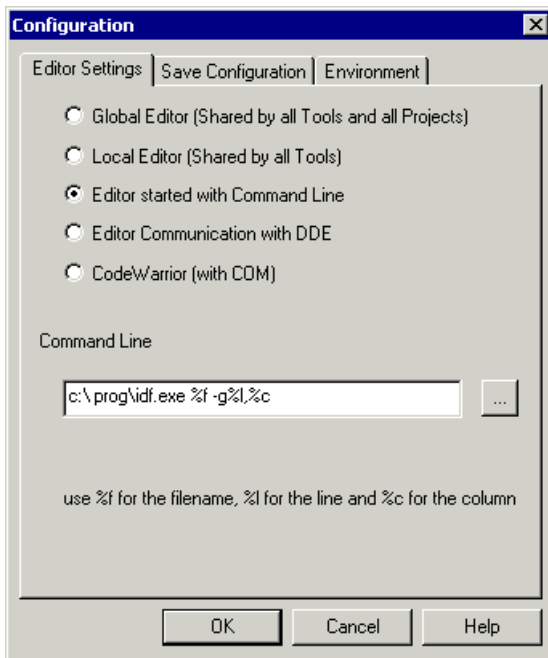 Configuration
Editor Settings Save Configuration Environment
Global Editor (Shared by all Tools and all Projects)
Local Editor (Shared by all Tools)
Editor started with Command Line
Editor Communication with DDE
CodeWarrior (with COM)
Command Line
c:\prog\idf.exe %f -g%l,%c
...
use %f for the filename, %l for the line and %c for the column
OK Cancel Help